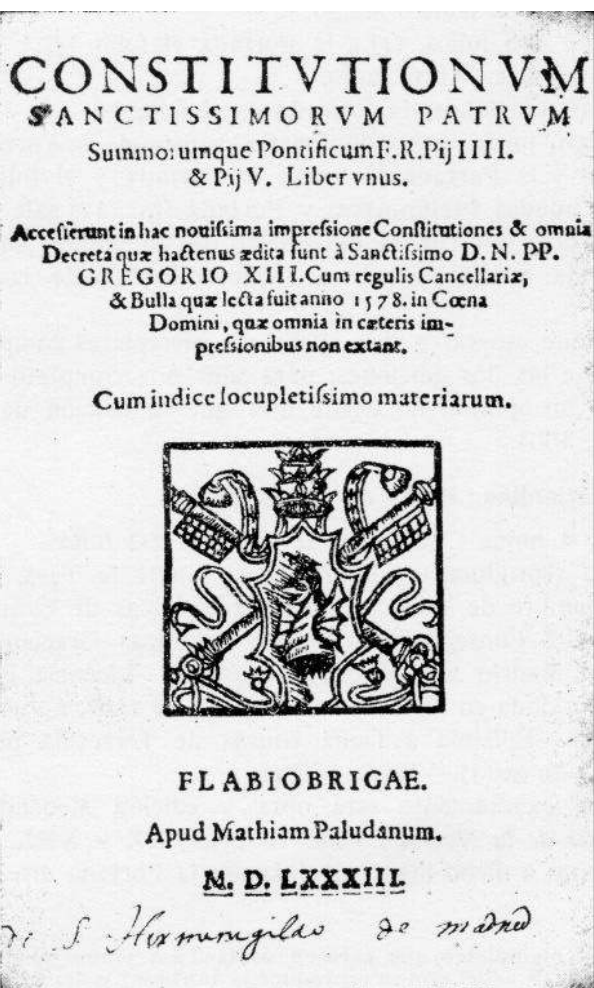 CONSTITVTIONVM
SANCTISSIMORVM PATRVM
Summorumque Pontificum F. R. Pij IIII.
& Pij V. Liber vnus.
Accesserunt in hac nouissima impressione Constitutiones & omnia
Decreta quæ hactenus ædita sunt à Sanctissimo D. N. PP.
GREGORIO XIII. Cum regulis Cancellariæ,
& Bulla quæ lecta fuit anno 1578. in Cœna
Domini, quæ omnia in cæteris im-
pressionibus non extant.
Cum indice locupletissimo materiarum.
FLABIOBRIGAE.
Apud Mathiam Paludanum.
M. D. LXXXIII.
de S. Hermenegildo de madrid